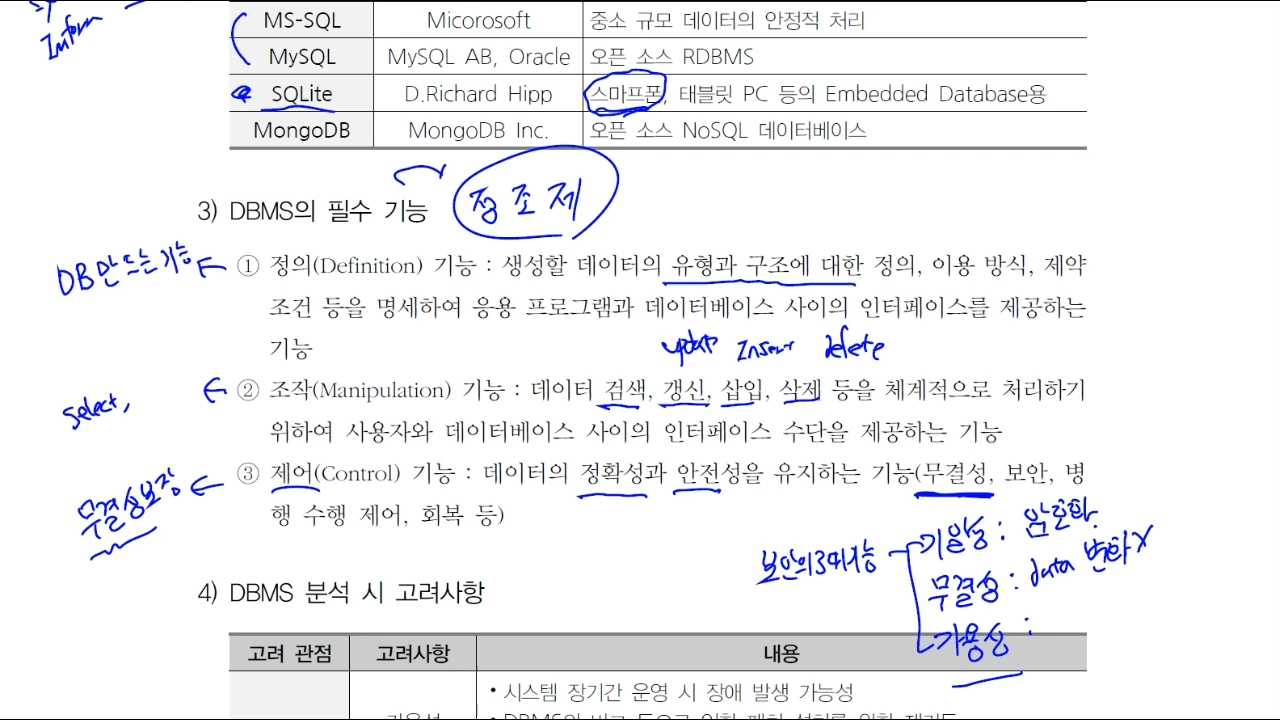 Inform
MS-SQL Micorosoft 중소 규모 데이터의 안정적 처리
MySQL MySQL AB, Oracle 오픈 소스 RDBMS
SQLite D.Richard Hipp 스마프폰, 태블릿 PC 등의 Embedded Database용
MongoDB MongoDB Inc. 오픈 소스 NoSQL 데이터베이스
3) DBMS의 필수 기능 정 조 제
DB 만드는 기능
① 정의(Definition) 기능 : 생성할 데이터의 유형과 구조에 대한 정의, 이용 방식, 제약
조건 등을 명세하여 응용 프로그램과 데이터베이스 사이의 인터페이스를 제공하는
기능
update Insert delete
② 조작(Manipulation) 기능 : 데이터 검색, 갱신, 삽입, 삭제 등을 체계적으로 처리하기
select,
위하여 사용자와 데이터베이스 사이의 인터페이스 수단을 제공하는 기능
③ 제어(Control) 기능 : 데이터의 정확성과 안전성을 유지하는 기능(무결성, 보안, 병
무결성 보장
행 수행 제어, 회복 등)
보안의 3대 기능
기밀성 : 암호화
무결성 : data 변화 X
가용성 :
4) DBMS 분석 시 고려사항
고려 관점 고려사항 내용
• 시스템 장기간 운영 시 장애 발생 가능성